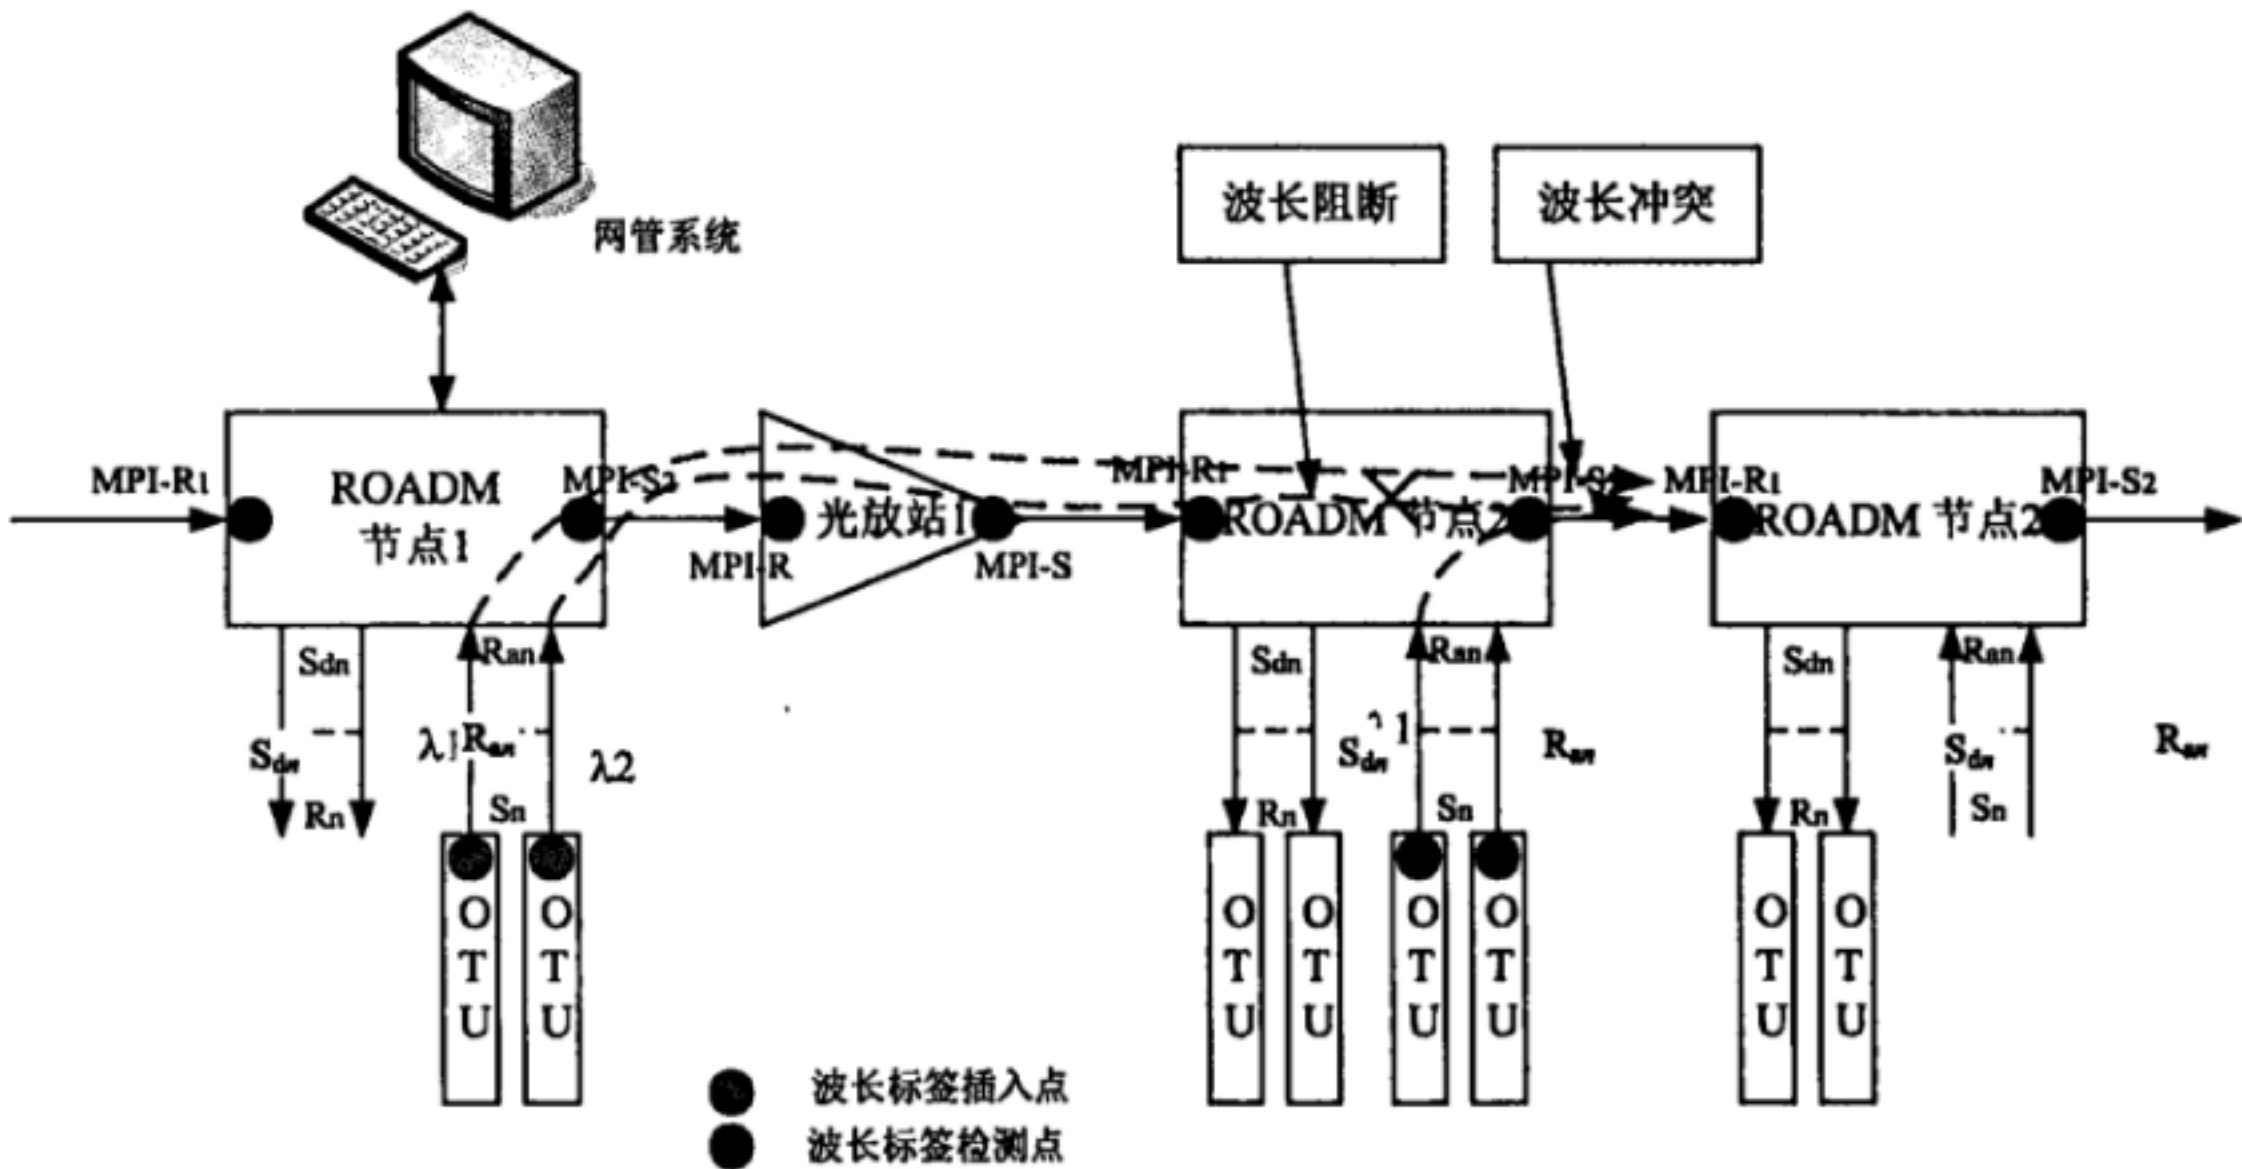 网管系统
波长阻断
波长冲突
MPI-R1
ROADM
节点1
MPI-S2
MPI-R
光放站1
MPI-S
MPI-R1
ROADM 节点2
MPI-R1
ROADM 节点2
MPI-S2
Sdn
Ran
Sdn
Ran
Sdn
Ran
Sdn
Ran
λ2
Sdn
Ran
Sdn
Ran
Rn
Sn
Rn
Sn
Rn
Sn
OTU
OTU
OTU
OTU
OTU
OTU
OTU
OTU
波长标签插入点
波长标签检测点